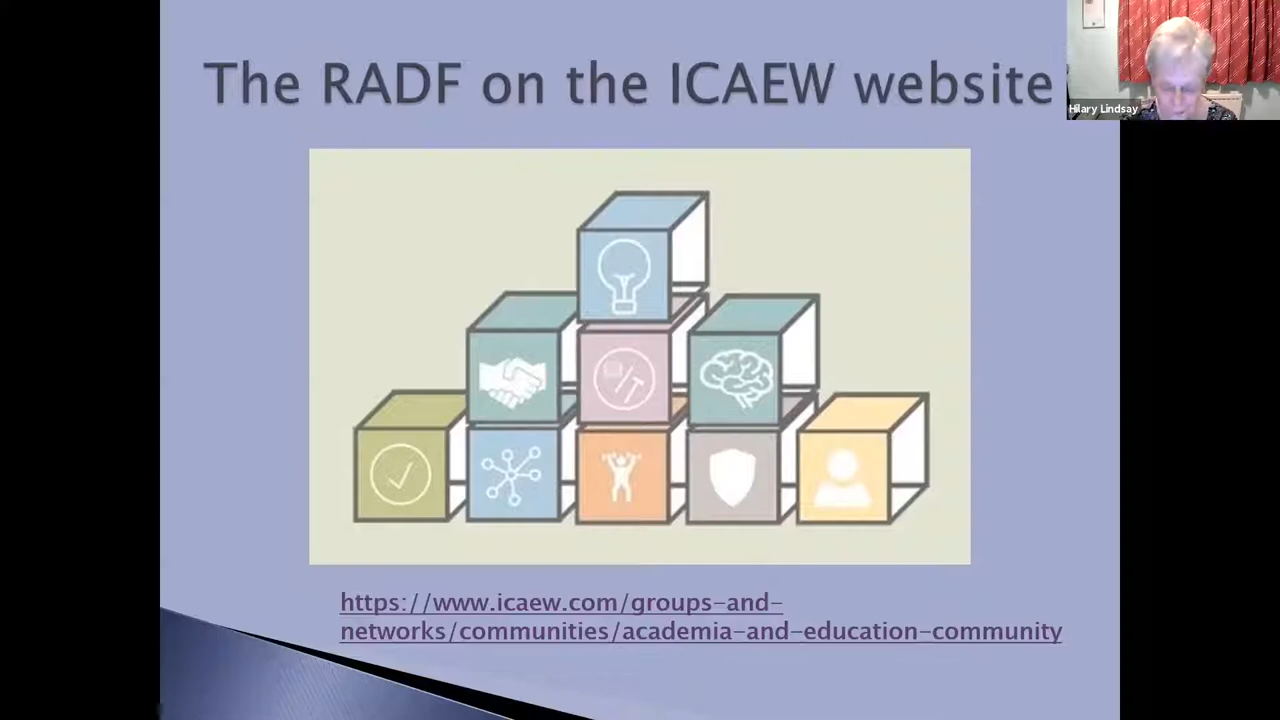 The RADF on the ICAEW website
Hilary Lindsay
https://www.icaew.com/groups-and-
networks/communities/academia-and-education-community